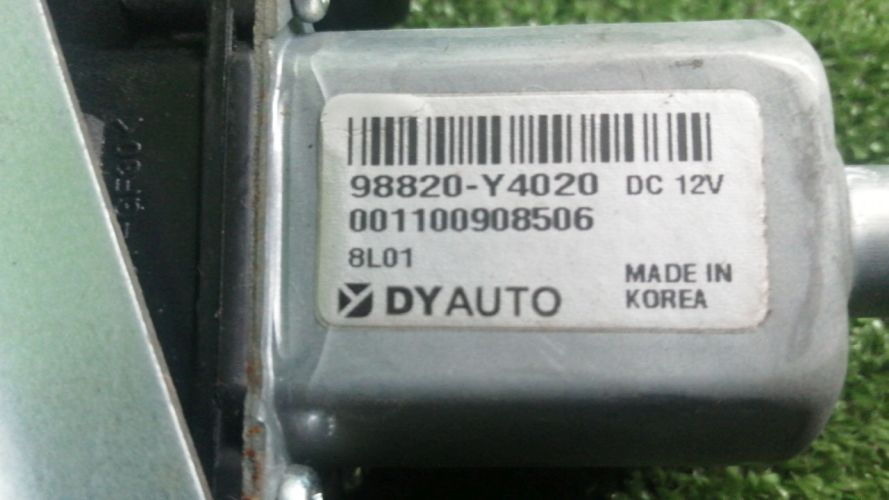 98820-Y4020 DC 12V
001100908506
8L01
DYAUTO
MADE IN
KOREA